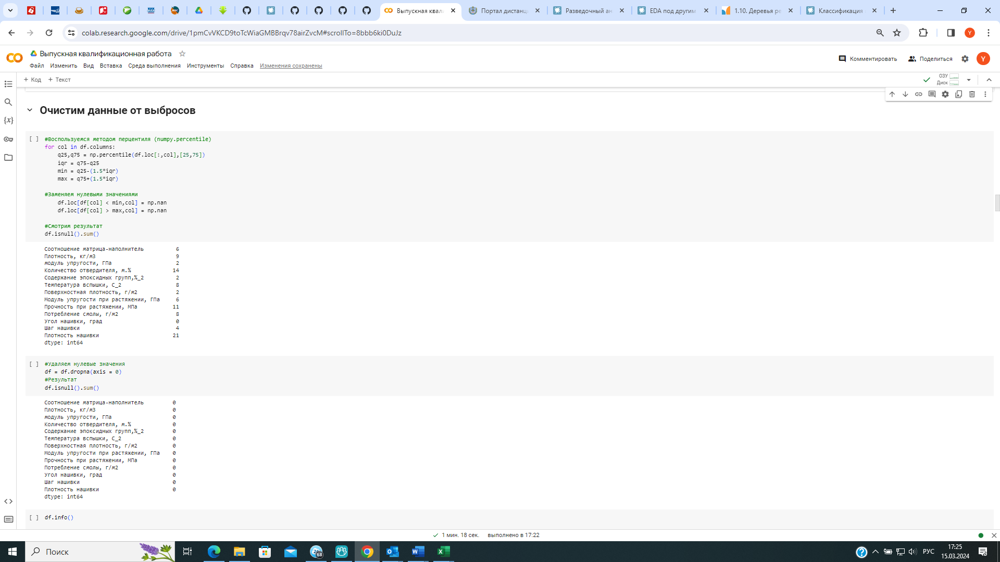 Выпускная квали
Портал дистанци
Разведочный ан
EDA под другим
1.10. Деревья ре
Классификация
colab.research.google.com/drive/1pmCvVKCD9toTcWiaGMBBrqv78airZvcM#scrollTo=8bbb6ki0DuJz
Y
Выпускная квалификационная работа
Файл Изменить Вид Вставка Среда выполнения Инструменты Справка Изменения сохранены
Комментировать
Поделиться
Y
+ Код + Текст
ОЗУ
Диск
Очистим данные от выбросов
[ ] #Воспользуемся методом перцентиля (numpy.percentile)
for col in df.columns:
q25,q75 = np.percentile(df.loc[:,col],[25,75])
iqr = q75-q25
min = q25-(1.5*iqr)
max = q75+(1.5*iqr)
#Заменяем нулевыми значениями
df.loc[df[col] < min,col] = np.nan
df.loc[df[col] > max,col] = np.nan
#Смотрим результат
df.isnull().sum()
Соотношение матрица-наполнитель 6
Плотность, кг/м3 9
модуль упругости, ГПа 2
Количество отвердителя, м.% 14
Содержание эпоксидных групп,%_2 2
Температура вспышки, С_2 8
Поверхностная плотность, г/м2 2
Модуль упругости при растяжении, ГПа 6
Прочность при растяжении, МПа 11
Потребление смолы, г/м2 8
Угол нашивки, град 0
Шаг нашивки 4
Плотность нашивки 21
dtype: int64
[ ] #Удаляем нулевые значения
df = df.dropna(axis = 0)
#Результат
df.isnull().sum()
Соотношение матрица-наполнитель 0
Плотность, кг/м3 0
модуль упругости, ГПа 0
Количество отвердителя, м.% 0
Содержание эпоксидных групп,%_2 0
Температура вспышки, С_2 0
Поверхностная плотность, г/м2 0
Модуль упругости при растяжении, ГПа 0
Прочность при растяжении, МПа 0
Потребление смолы, г/м2 0
Угол нашивки, град 0
Шаг нашивки 0
Плотность нашивки 0
dtype: int64
[ ] df.info()
1 мин. 18 сек. выполнено в 17:22
Поиск
68
РУС
17:25
15.03.2024